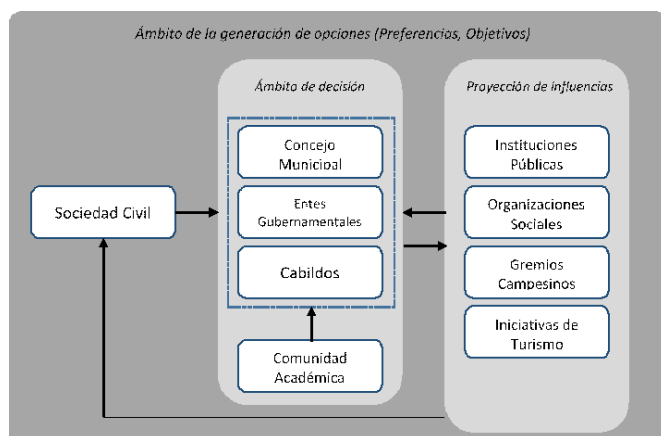 Ámbito de la generación de opciones (Preferencias, Objetivos)
Ámbito de decisión
Concejo
Municipal
Entes
Gubernamentales
Cabildos
Comunidad
Académica
Sociedad Civil
Proyección de influencias
Instituciones
Públicas
Organizaciones
Sociales
Gremios
Campesinos
Iniciativas de
Turismo